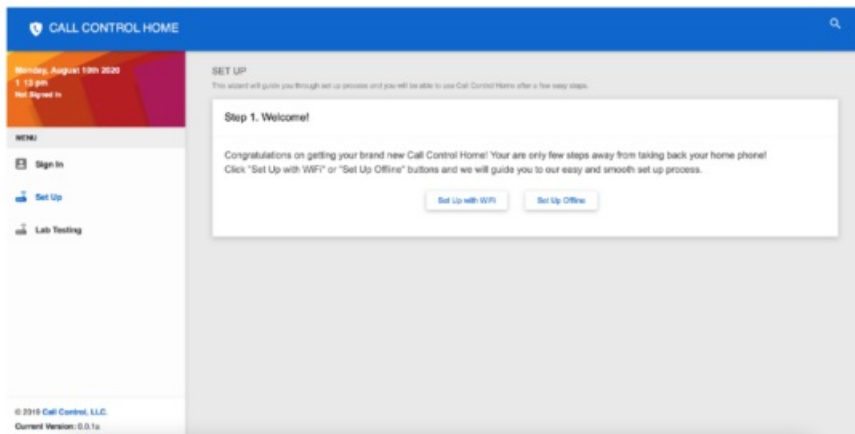 CALL CONTROL HOME
Monday, August 10th 2020
1:13 pm
Not Signed In
MENU
Sign In
Set Up
Lab Testing
© 2019 Call Control, LLC.
Current Version: 0.0.1a
SET UP
This wizard will guide you through set up process and you will be able to use Call Control Home after a few easy steps.
Step 1. Welcome!
Congratulations on getting your brand new Call Control Home! Your are only few steps away from taking back your home phone!
Click "Set Up with WiFi" or "Set Up Offline" buttons and we will guide you to our easy and smooth set up process.
Set Up with WiFi
Set Up Offline